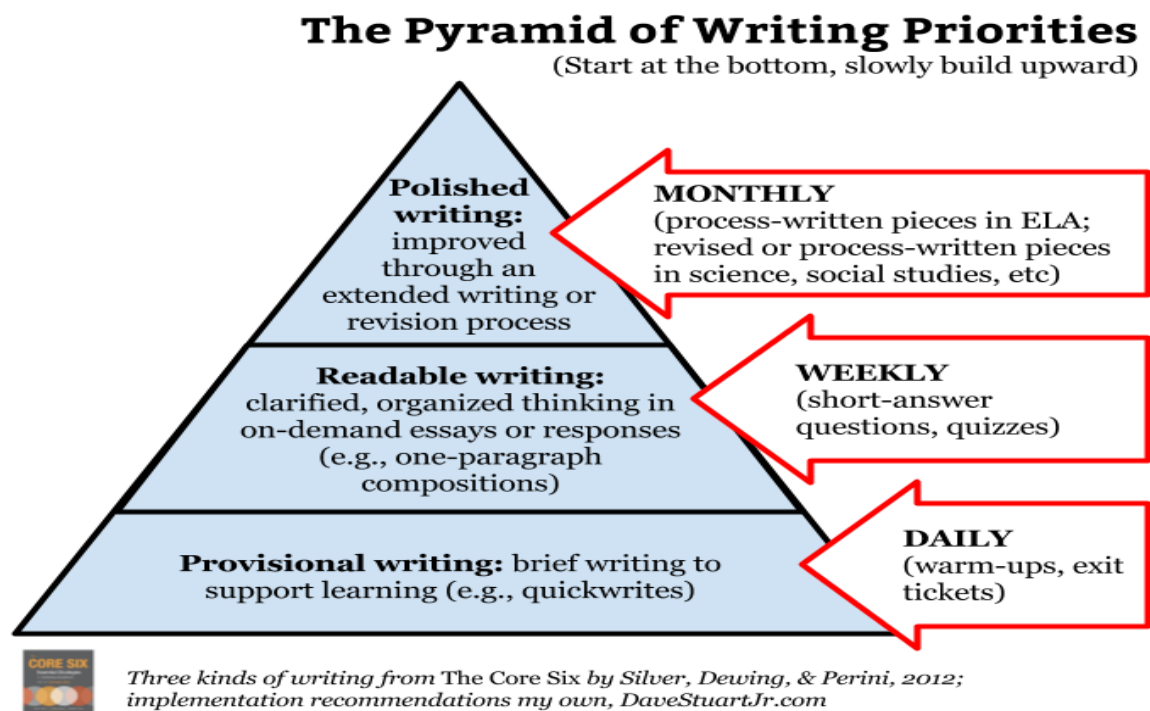 The Pyramid of Writing Priorities
(Start at the bottom, slowly build upward)
Polished
writing:
improved
through an
extended writing or
revision process
MONTHLY
(process-written pieces in ELA;
revised or process-written pieces
in science, social studies, etc)
Readable writing:
clarified, organized thinking in
on-demand essays or responses
(e.g., one-paragraph
compositions)
WEEKLY
(short-answer
questions, quizzes)
Provisional writing: brief writing to
support learning (e.g., quickwrites)
DAILY
(warm-ups, exit
tickets)
CORE SIX
Three kinds of writing from The Core Six by Silver, Dewing, & Perini, 2012;
implementation recommendations my own, DaveStuartJr.com